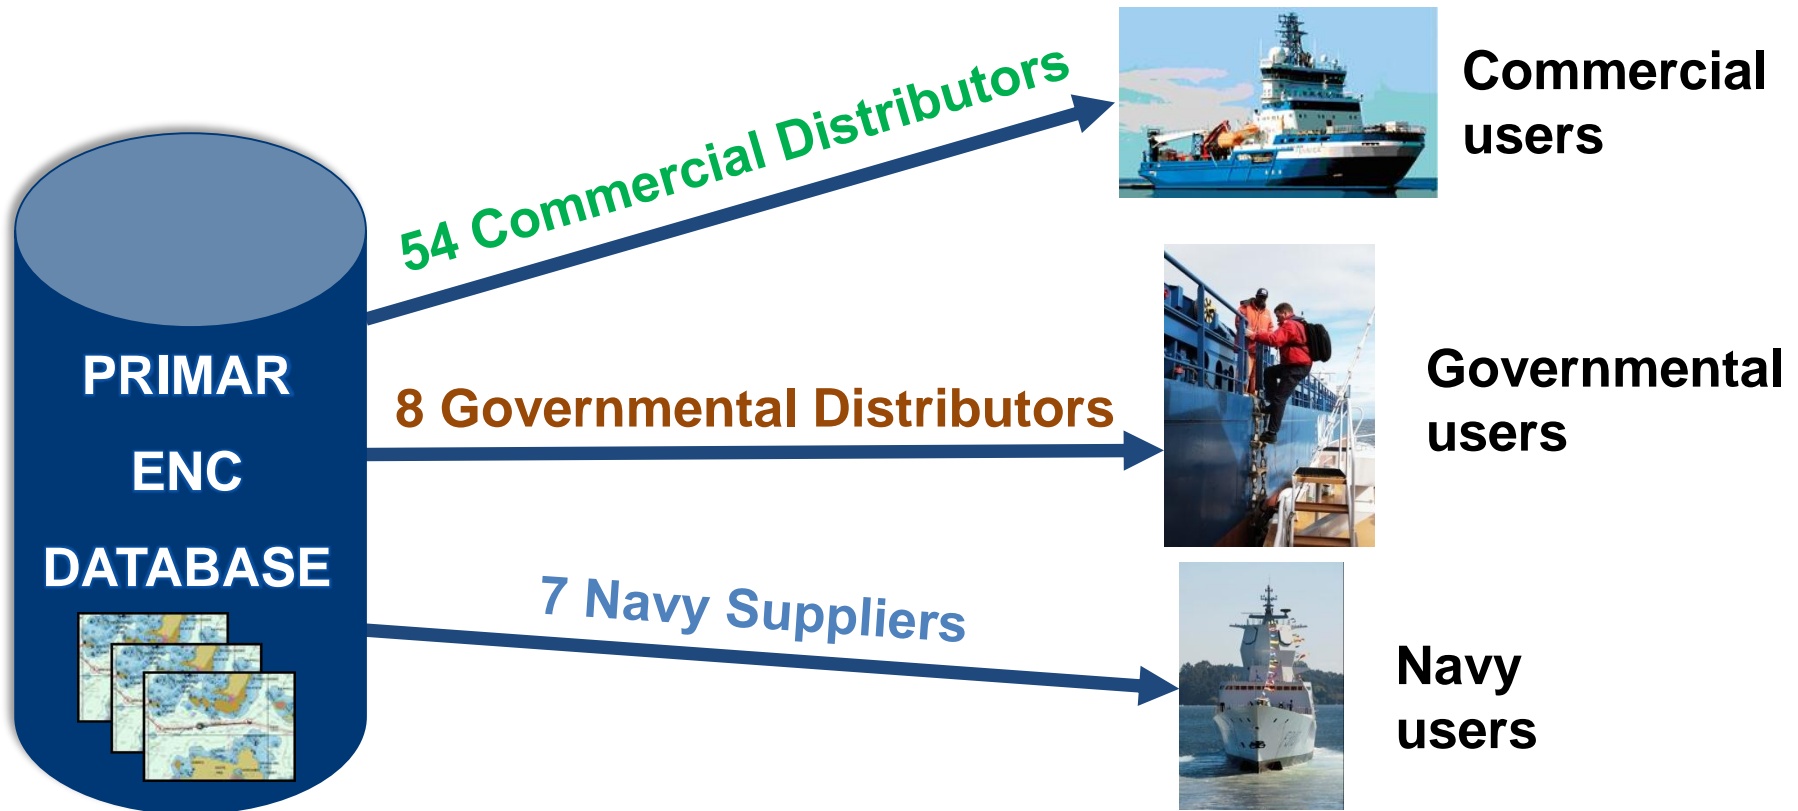 54 Commercial Distributors
Commercial
users
PRIMAR
ENC
DATABASE
8 Governmental Distributors
Governmental
users
7 Navy Suppliers
Navy
users